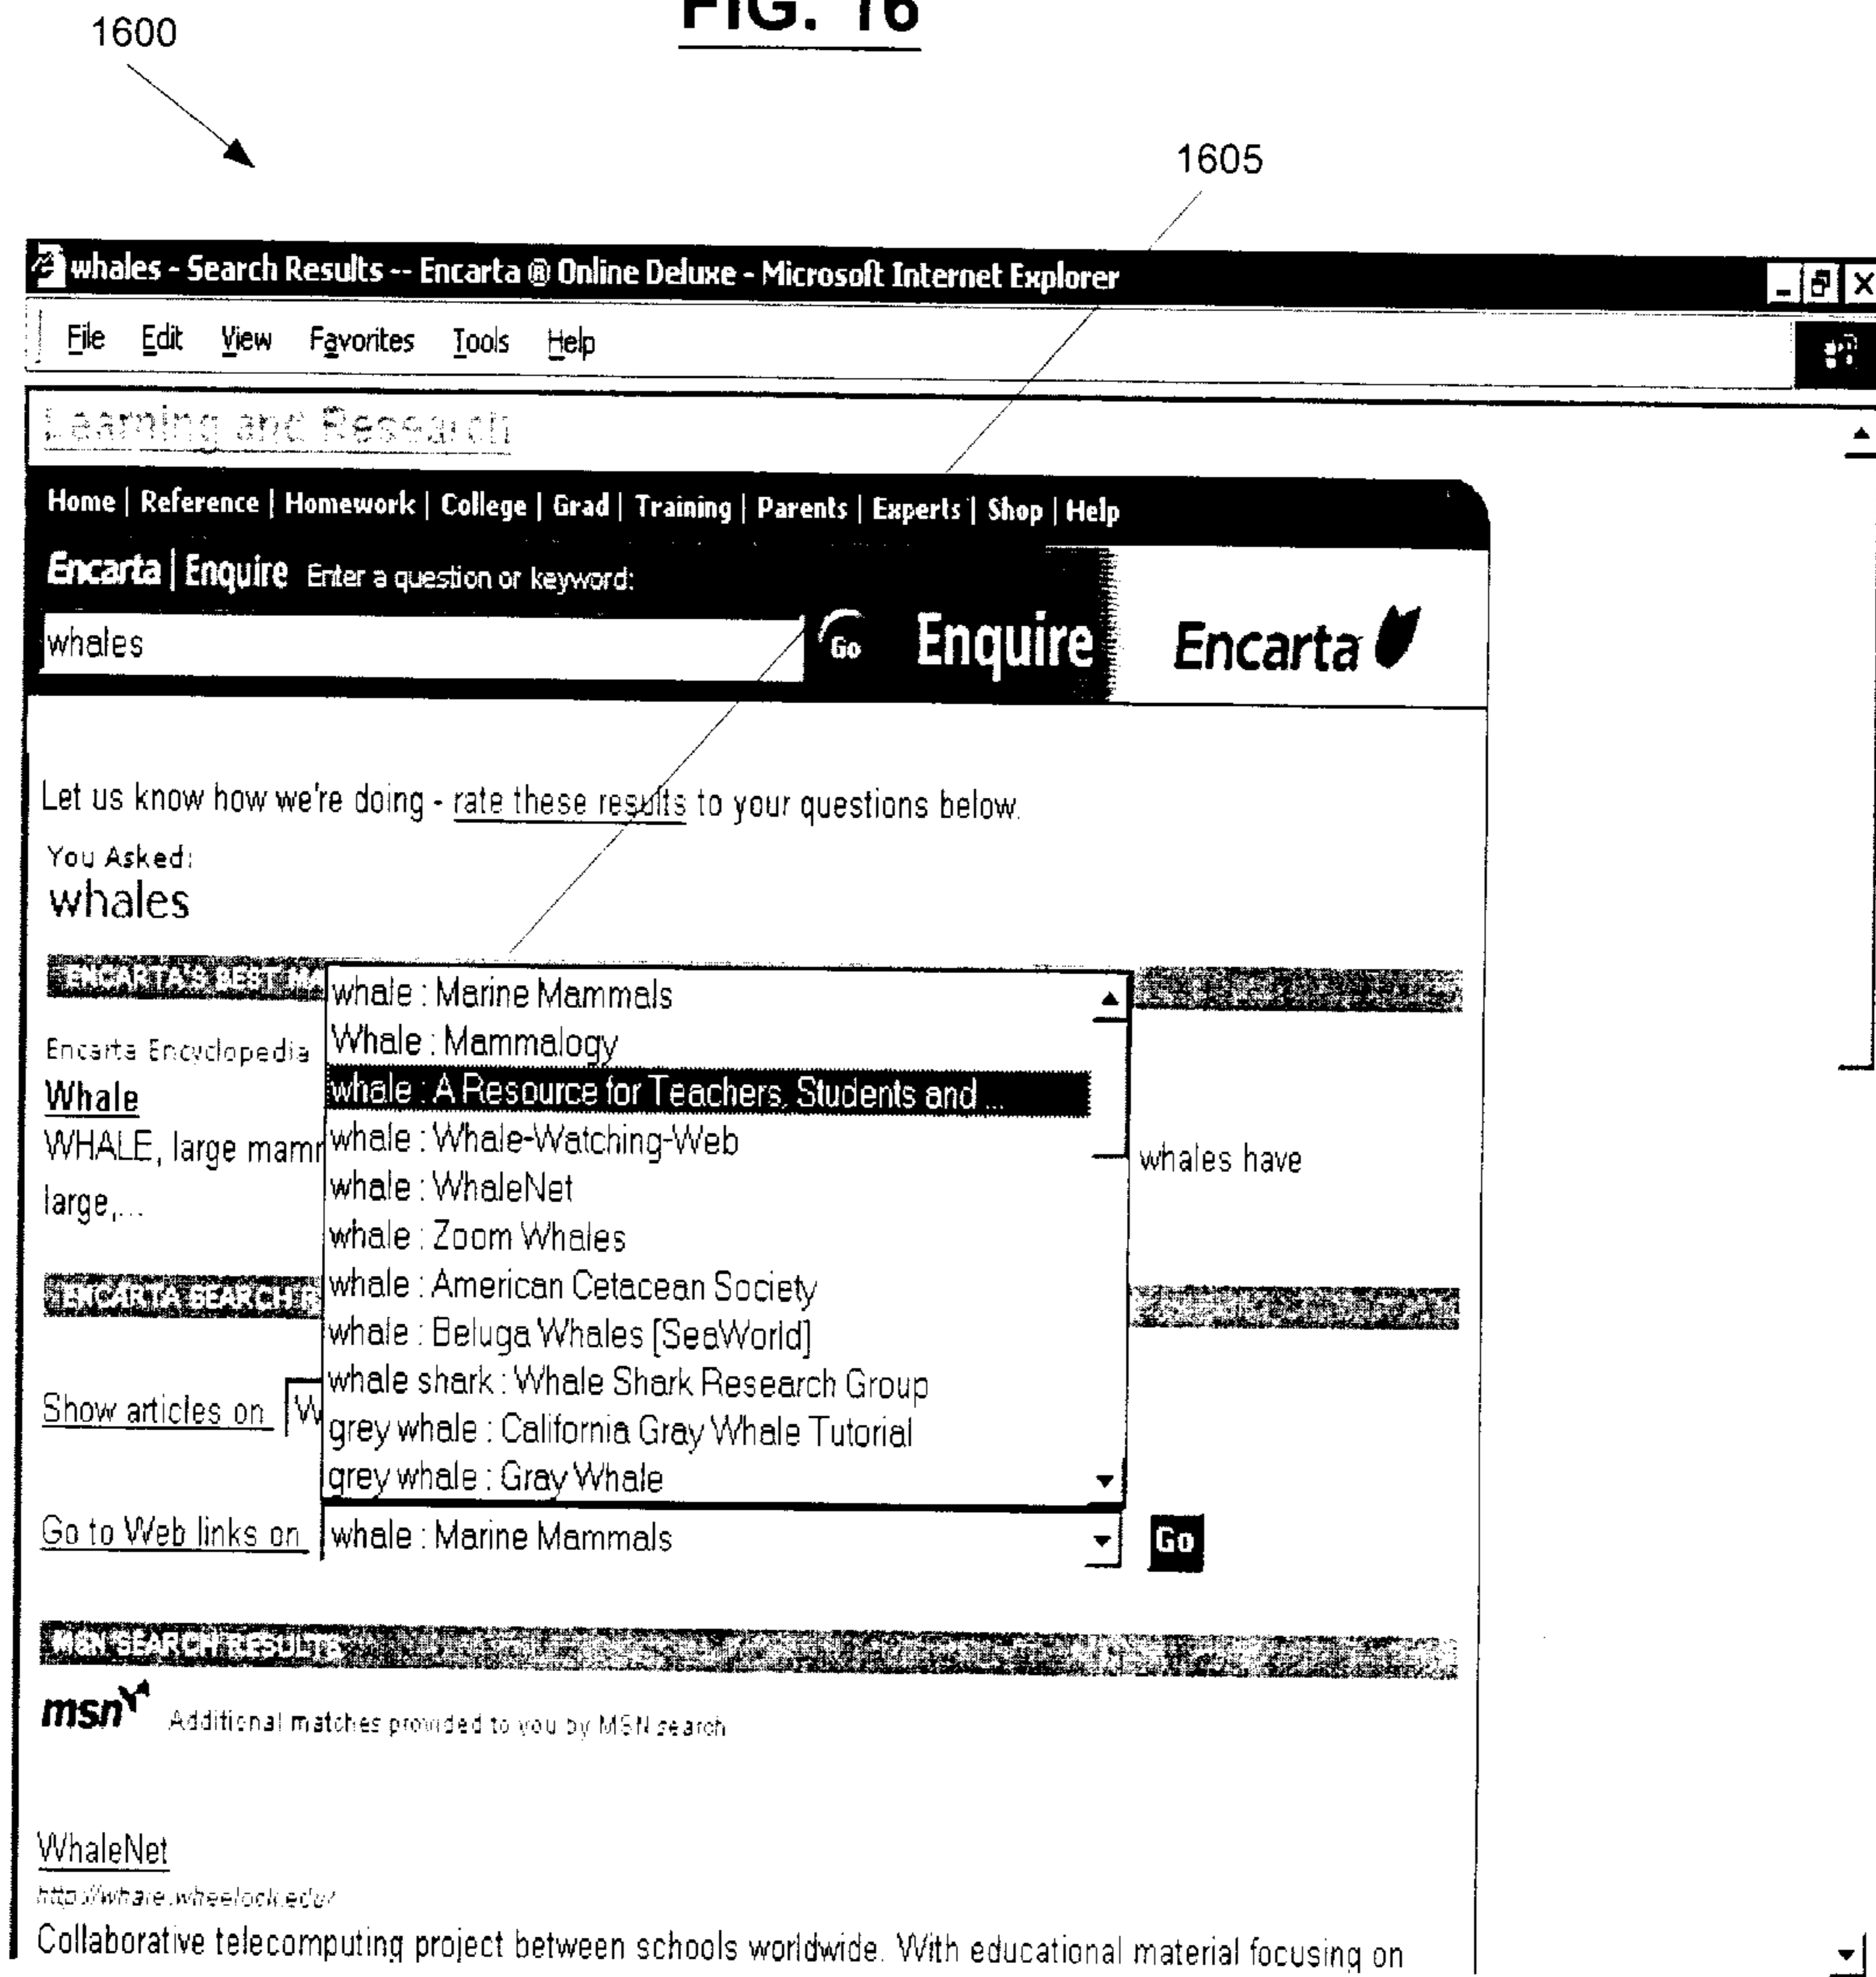 FIG. 16
1600
1605
whales - Search Results -- Encarta ® Online Deluxe - Microsoft Internet Explorer
File Edit View Favorites Tools Help
Learning and Research
Home | Reference | Homework | College | Grad | Training | Parents | Experts | Shop | Help
Encarta | Enquire Enter a question or keyword:
whales Go Enquire Encarta
Let us know how we're doing - rate these results to your questions below.
You Asked:
whales
ENCARTA'S BEST MA
whale : Marine Mammals
Whale : Mammalogy
whale : A Resource for Teachers, Students and ...
whale : Whale-Watching-Web
whale : WhaleNet
whale : Zoom Whales
whale : American Cetacean Society
whale : Beluga Whales [SeaWorld]
whale shark : Whale Shark Research Group
grey whale : California Gray Whale Tutorial
grey whale : Gray Whale
Encarta Encyclopedia
Whale
WHALE, large mamm whales have
large,...
ENCARTA SEARCH R
Show articles on W
Go to Web links on whale : Marine Mammals Go
MSN SEARCH RESULTS
msn Additional matches provided to you by MSN search
WhaleNet
http://whale.wheelock.edu/
Collaborative telecomputing project between schools worldwide. With educational material focusing on